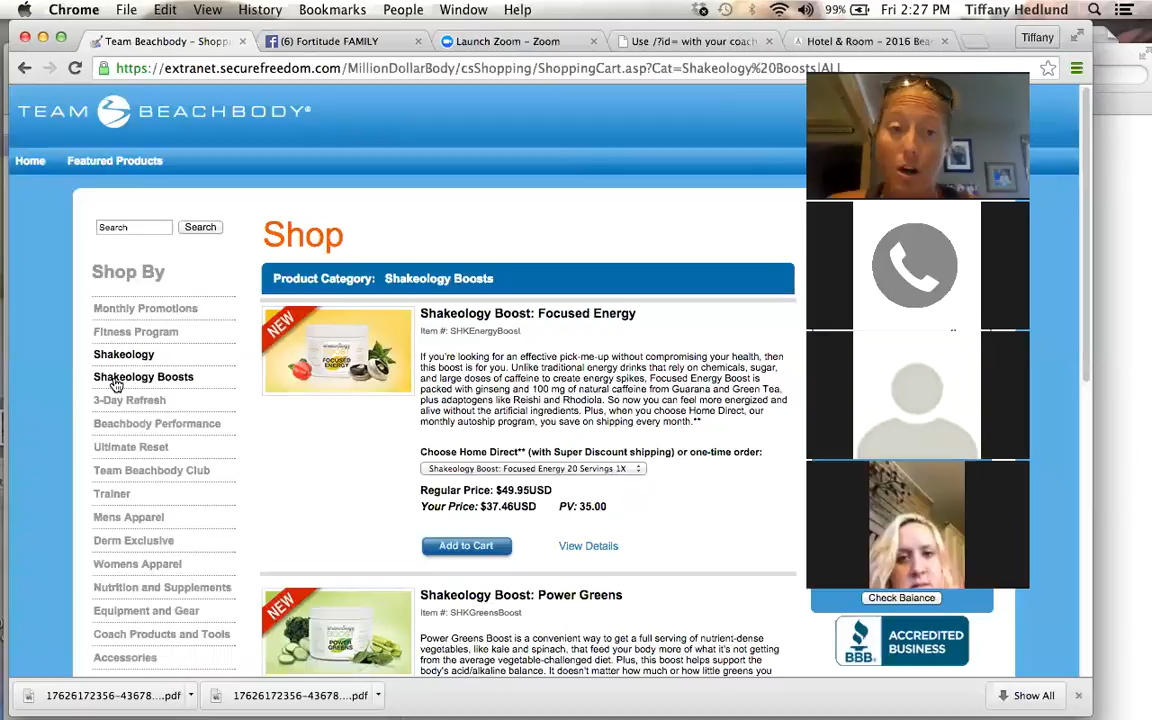 Chrome File Edit View History Bookmarks People Window Help 99% Fri 2:27 PM Tiffany Hedlund
Team Beachbody - Shopp (6) Fortitude FAMILY Launch Zoom - Zoom Use /?id= with your coach Hotel & Room - 2016 Bea Tiffany
https://extranet.securefreedom.com/MillionDollarBody/csShopping/ShoppingCart.asp?Cat=Shakeology%20Boosts|ALL
TEAM BEACHBODY®
Home Featured Products
Search Search
Shop By
Monthly Promotions
Fitness Program
Shakeology
Shakeology Boosts
3-Day Refresh
Beachbody Performance
Ultimate Reset
Team Beachbody Club
Trainer
Mens Apparel
Derm Exclusive
Womens Apparel
Nutrition and Supplements
Equipment and Gear
Coach Products and Tools
Accessories
Shop
Product Category: Shakeology Boosts
NEW
FOCUSED
ENERGY
Shakeology Boost: Focused Energy
Item #: SHKEnergyBoost
If you're looking for an effective pick-me-up without compromising your health, then
this boost is for you. Unlike traditional energy drinks that rely on chemicals, sugar,
and large doses of caffeine to create energy spikes, Focused Energy Boost is
packed with ginseng and 100 mg of natural caffeine from Guarana and Green Tea,
plus adaptogens like Reishi and Rhodiola. So now you can feel more energized and
alive without the artificial ingredients. Plus, when you choose Home Direct, our
monthly autoship program, you save on shipping every month.**
Choose Home Direct** (with Super Discount shipping) or one-time order:
Shakeology Boost: Focused Energy 20 Servings 1X
Regular Price: $49.95USD
Your Price: $37.46USD PV: 35.00
Add to Cart View Details
NEW
POWER
GREENS
Shakeology Boost: Power Greens
Item #: SHKGreensBoost
Power Greens Boost is a convenient way to get a full serving of nutrient-dense
vegetables, like kale and spinach, that feed your body more of what it's not getting
from the average vegetable-challenged diet. Plus, this boost helps support the
body's acid/alkaline balance. It doesn't matter how much or how little greens you
Check Balance
BBB
ACCREDITED
BUSINESS
17626172356-43678....pdf 17626172356-43678....pdf Show All